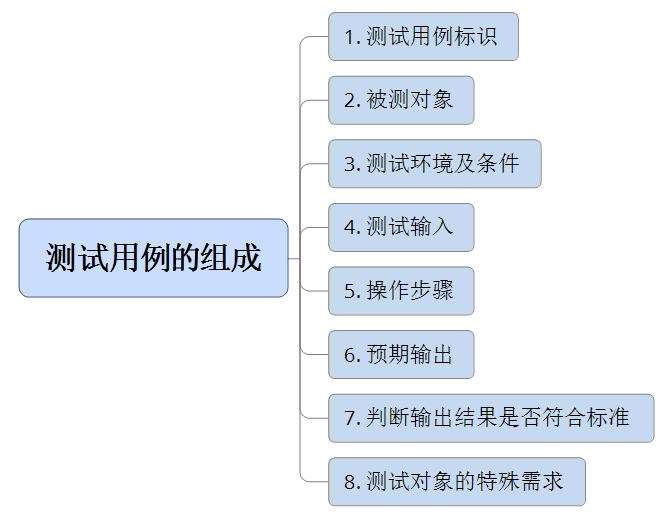 测试用例的组成
1. 测试用例标识
2. 被测对象
3. 测试环境及条件
4. 测试输入
5. 操作步骤
6. 预期输出
7. 判断输出结果是否符合标准
8. 测试对象的特殊需求